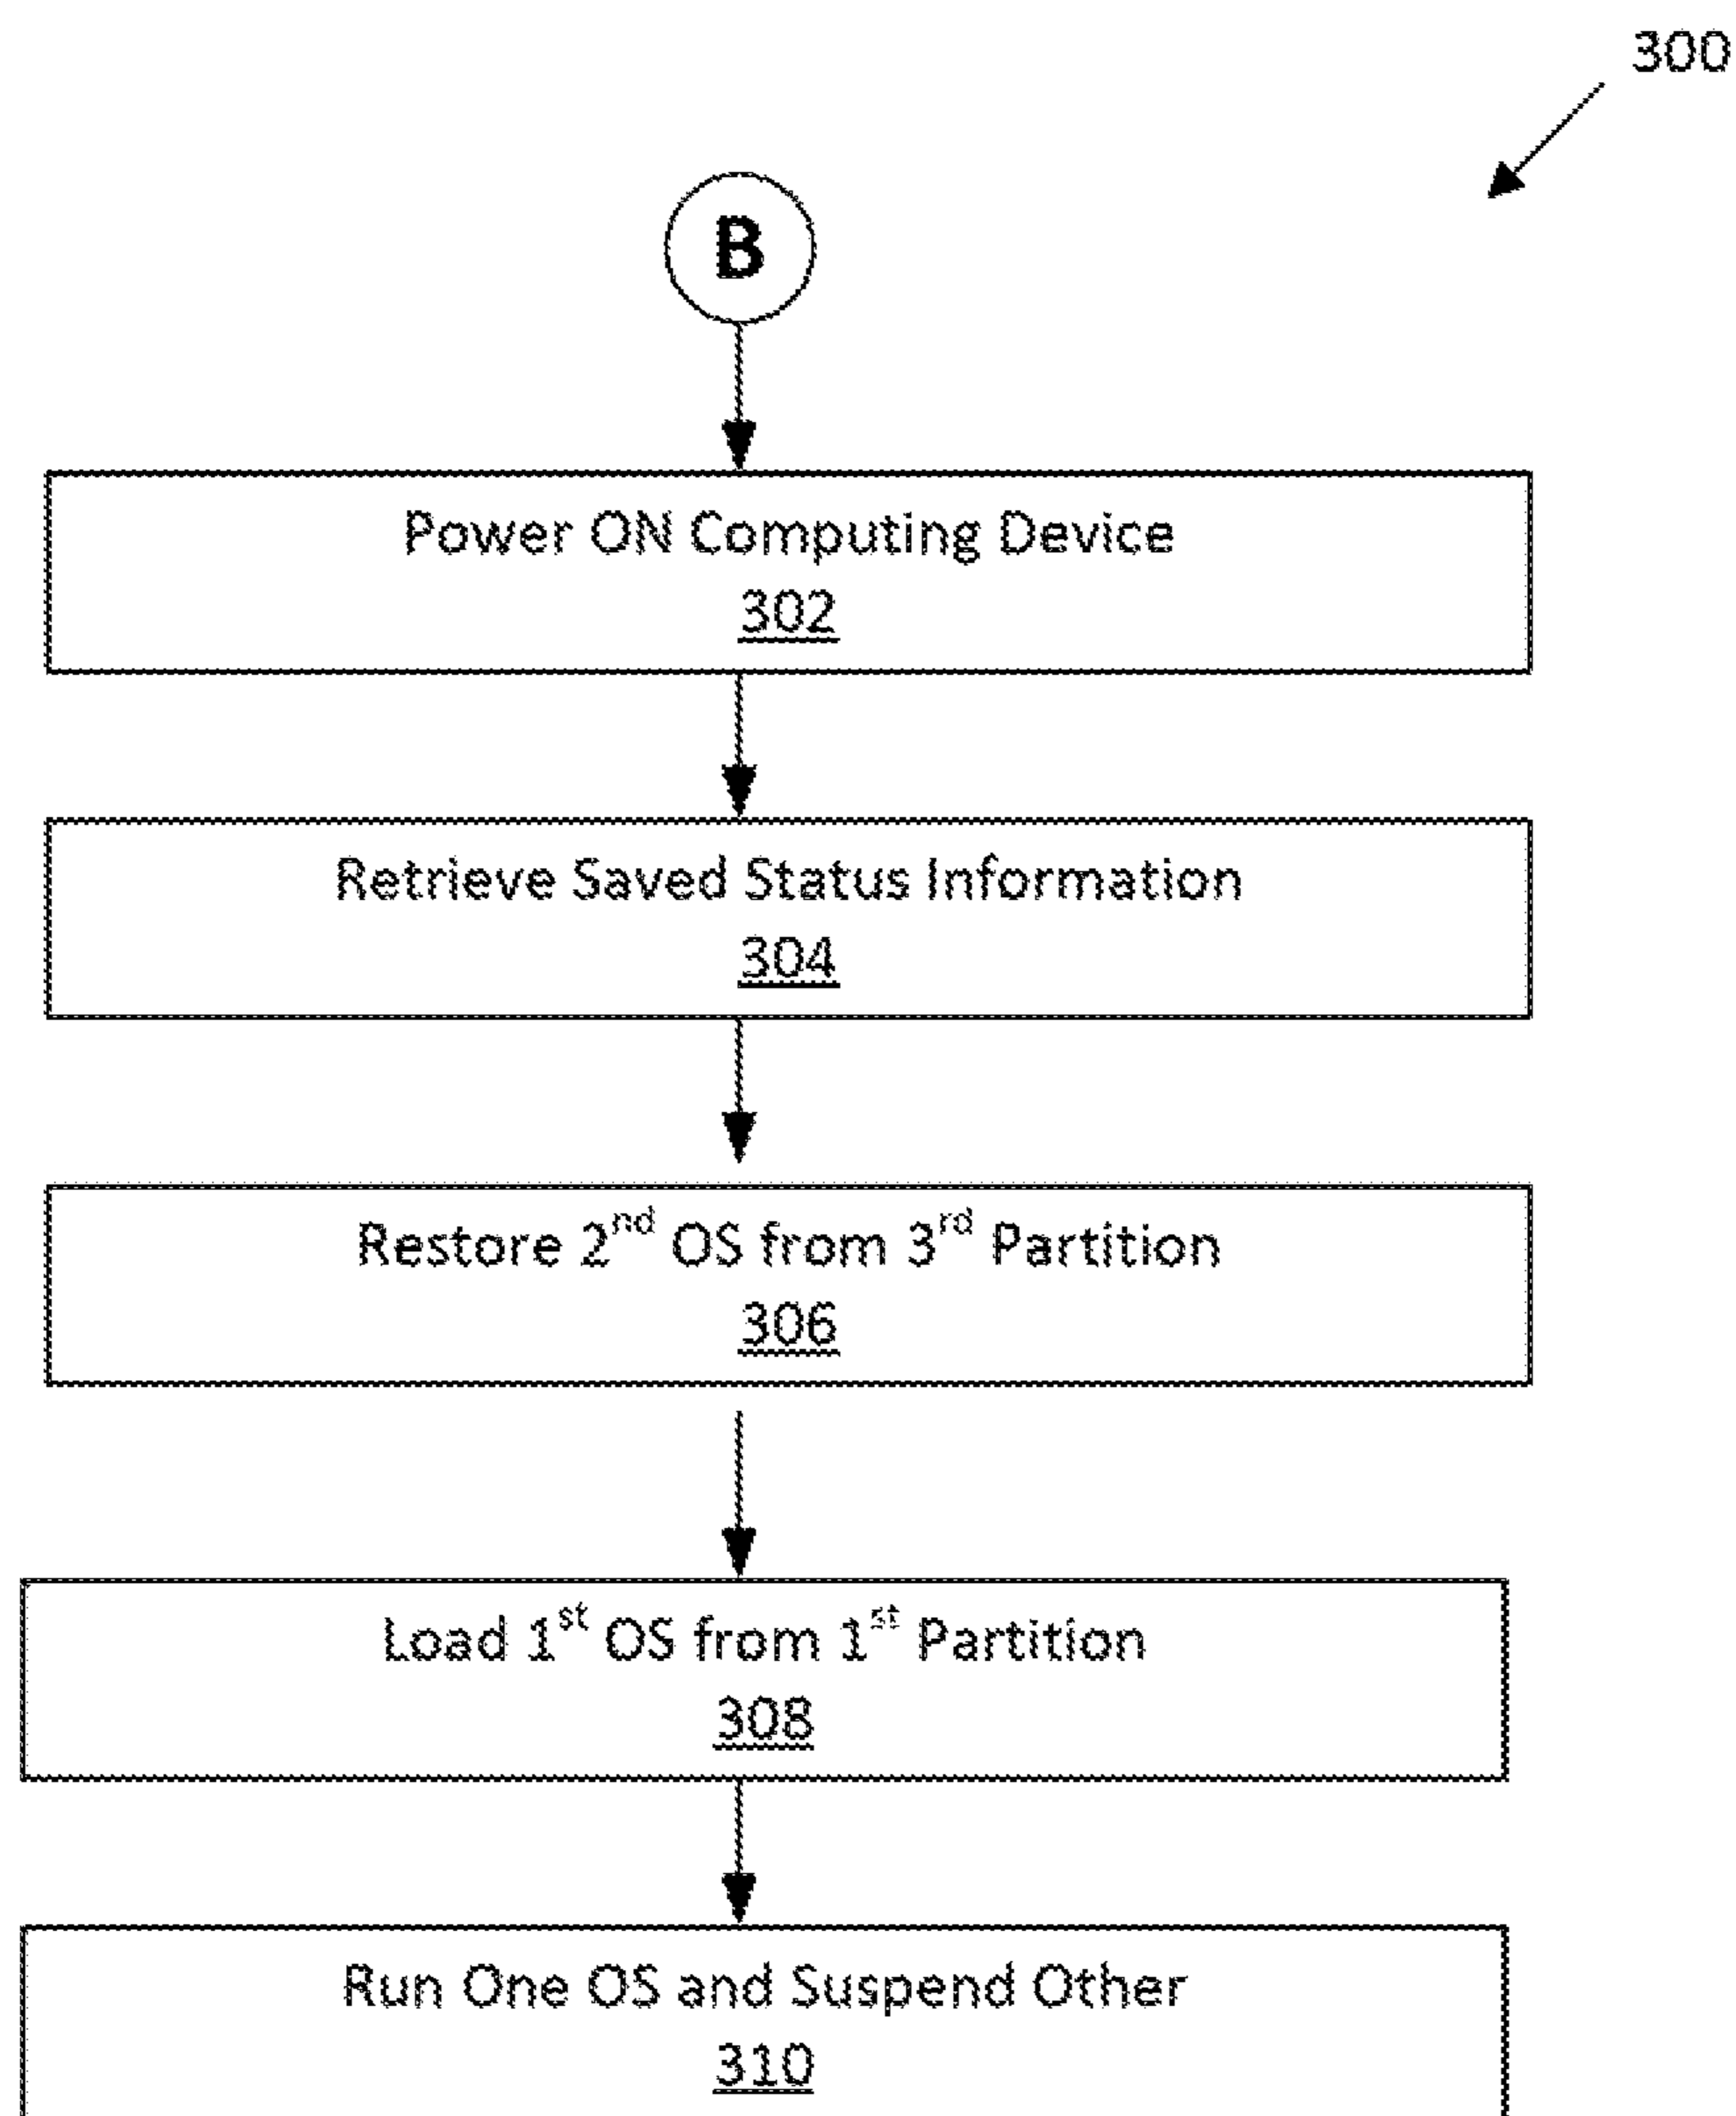 300
B
Power ON Computing Device
302
Retrieve Saved Status Information
304
Restore 2nd OS from 3rd Partition
306
Load 1st OS from 1st Partition
308
Run One OS and Suspend Other
310